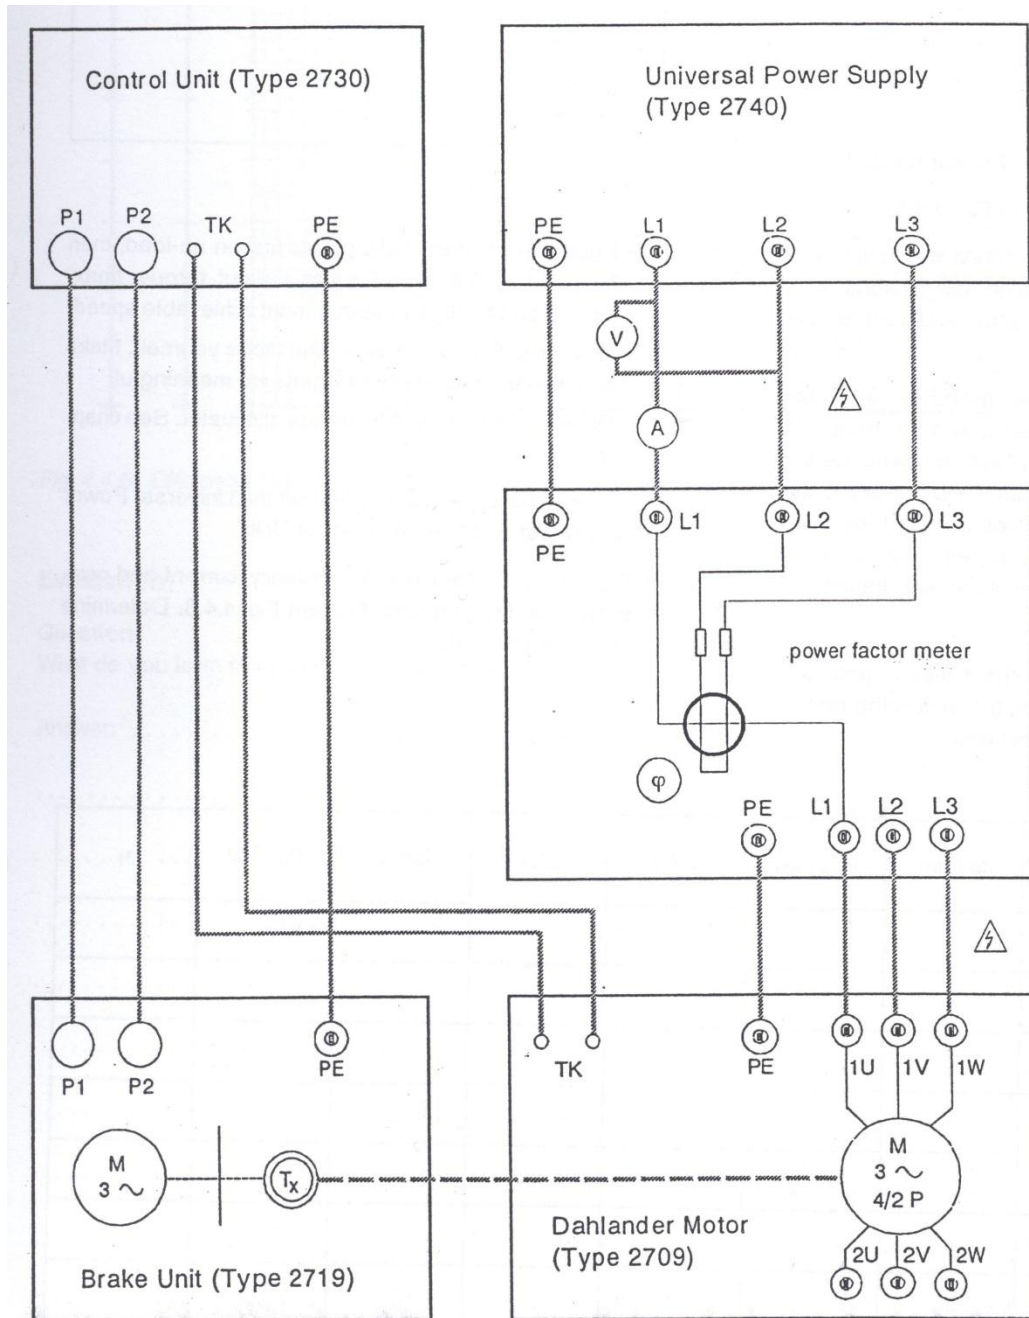 Control Unit (Type 2730)
P1 P2 TK PE
Universal Power Supply
(Type 2740)
PE L1 L2 L3
V
A
PE
L1 L2 L3
power factor meter
φ
PE L1 L2 L3
P1 P2 PE
M
3 ~
Tx
Brake Unit (Type 2719)
TK PE 1U 1V 1W
M
3 ~
4/2 P
2U 2V 2W
Dahlander Motor
(Type 2709)